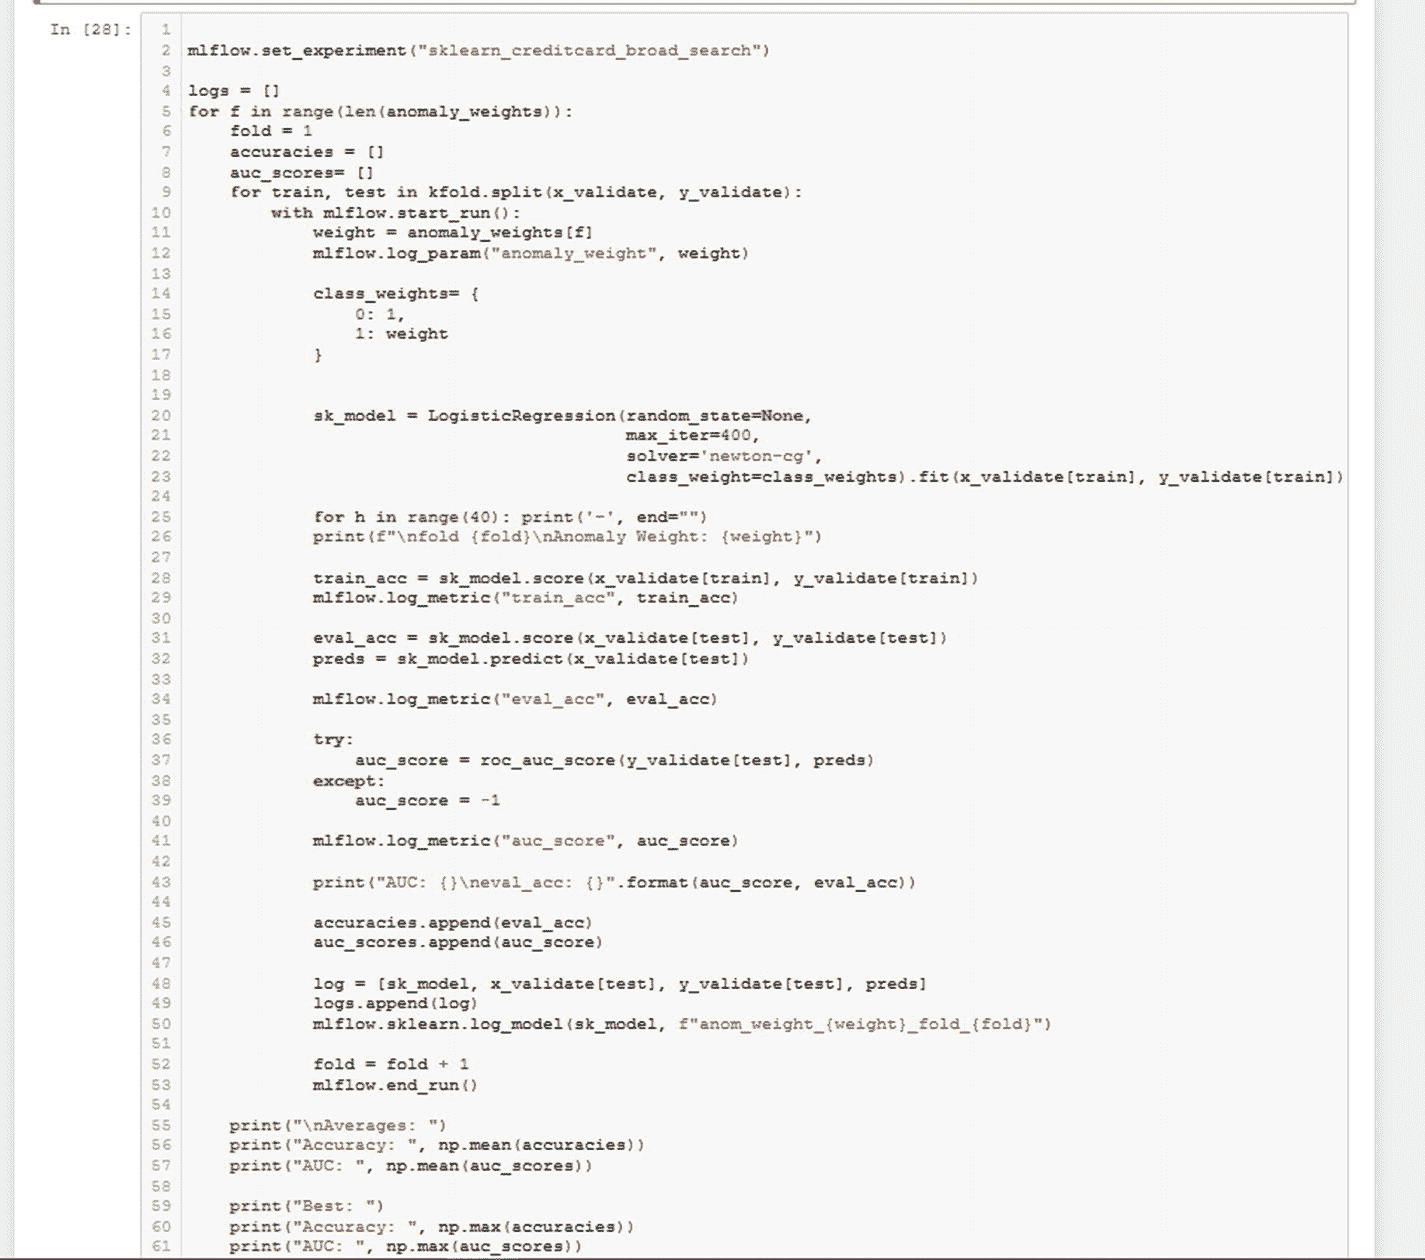 In [28]:
1
2 mlflow.set_experiment("sklearn_creditcard_broad_search")
3
4 logs = []
5 for f in range(len(anomaly_weights)):
6     fold = 1
7     accuracies = []
8     auc_scores= []
9     for train, test in kfold.split(x_validate, y_validate):
10         with mlflow.start_run():
11             weight = anomaly_weights[f]
12             mlflow.log_param("anomaly_weight", weight)
13
14             class_weights= {
15                 0: 1,
16                 1: weight
17             }
18
19
20             sk_model = LogisticRegression(random_state=None,
21                                           max_iter=400,
22                                           solver='newton-cg',
23                                           class_weight=class_weights).fit(x_validate[train], y_validate[train])
24
25             for h in range(40): print('-', end="")
26             print(f"\nfold {fold}\nAnomaly Weight: {weight}")
27
28             train_acc = sk_model.score(x_validate[train], y_validate[train])
29             mlflow.log_metric("train_acc", train_acc)
30
31             eval_acc = sk_model.score(x_validate[test], y_validate[test])
32             preds = sk_model.predict(x_validate[test])
33
34             mlflow.log_metric("eval_acc", eval_acc)
35
36             try:
37                 auc_score = roc_auc_score(y_validate[test], preds)
38             except:
39                 auc_score = -1
40
41             mlflow.log_metric("auc_score", auc_score)
42
43             print("AUC: {}\neval_acc: {}".format(auc_score, eval_acc))
44
45             accuracies.append(eval_acc)
46             auc_scores.append(auc_score)
47
48             log = [sk_model, x_validate[test], y_validate[test], preds]
49             logs.append(log)
50             mlflow.sklearn.log_model(sk_model, f"anom_weight_{weight}_fold_{fold}")
51
52             fold = fold + 1
53             mlflow.end_run()
54
55     print("\nAverages: ")
56     print("Accuracy: ", np.mean(accuracies))
57     print("AUC: ", np.mean(auc_scores))
58
59     print("Best: ")
60     print("Accuracy: ", np.max(accuracies))
61     print("AUC: ", np.max(auc_scores))